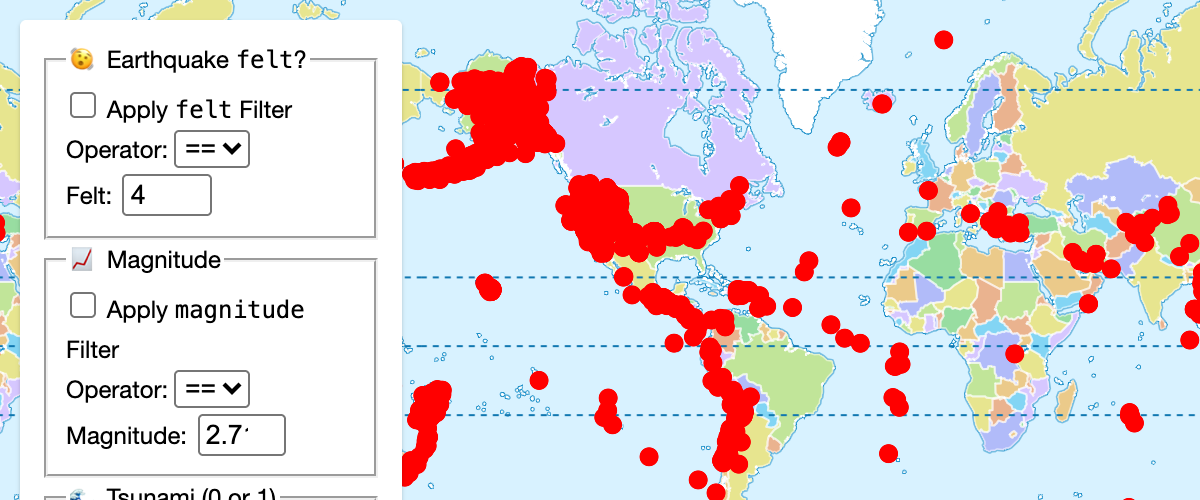 😯 Earthquake felt?
Apply felt Filter
Operator: ==
Felt: 4
📈 Magnitude
Apply magnitude
Filter
Operator: ==
Magnitude: 2.7
🌊 Tsunami (0 or 1)